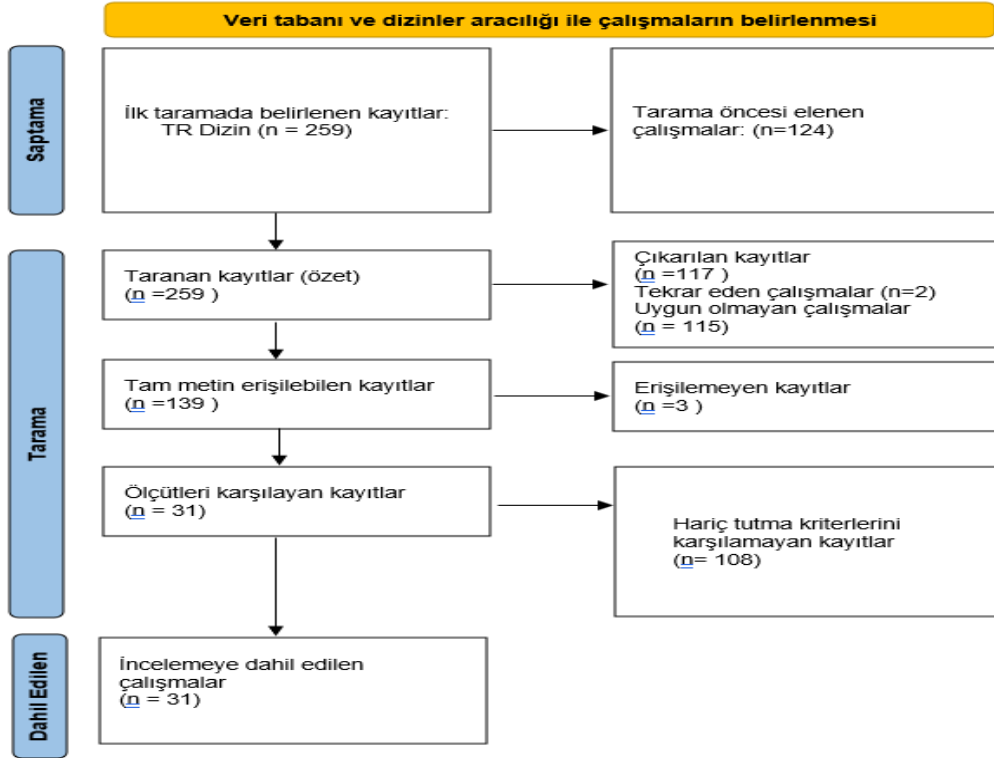 Veri tabanı ve dizinler aracılığı ile çalışmaların belirlenmesi
Saptama
İlk taramada belirlenen kayıtlar:
TR Dizin (n = 259)
Tarama öncesi elenen
çalışmalar: (n=124)
Tarama
Taranan kayıtlar (özet)
(n =259 )
Çıkarılan kayıtlar
(n =117 )
Tekrar eden çalışmalar (n=2)
Uygun olmayan çalışmalar
(n = 115)
Tam metin erişilebilen kayıtlar
(n =139 )
Erişilemeyen kayıtlar
(n =3 )
Ölçütleri karşılayan kayıtlar
(n = 31)
Hariç tutma kriterlerini
karşılamayan kayıtlar
(n= 108)
Dahil Edilen
İncelemeye dahil edilen
çalışmalar
(n = 31)